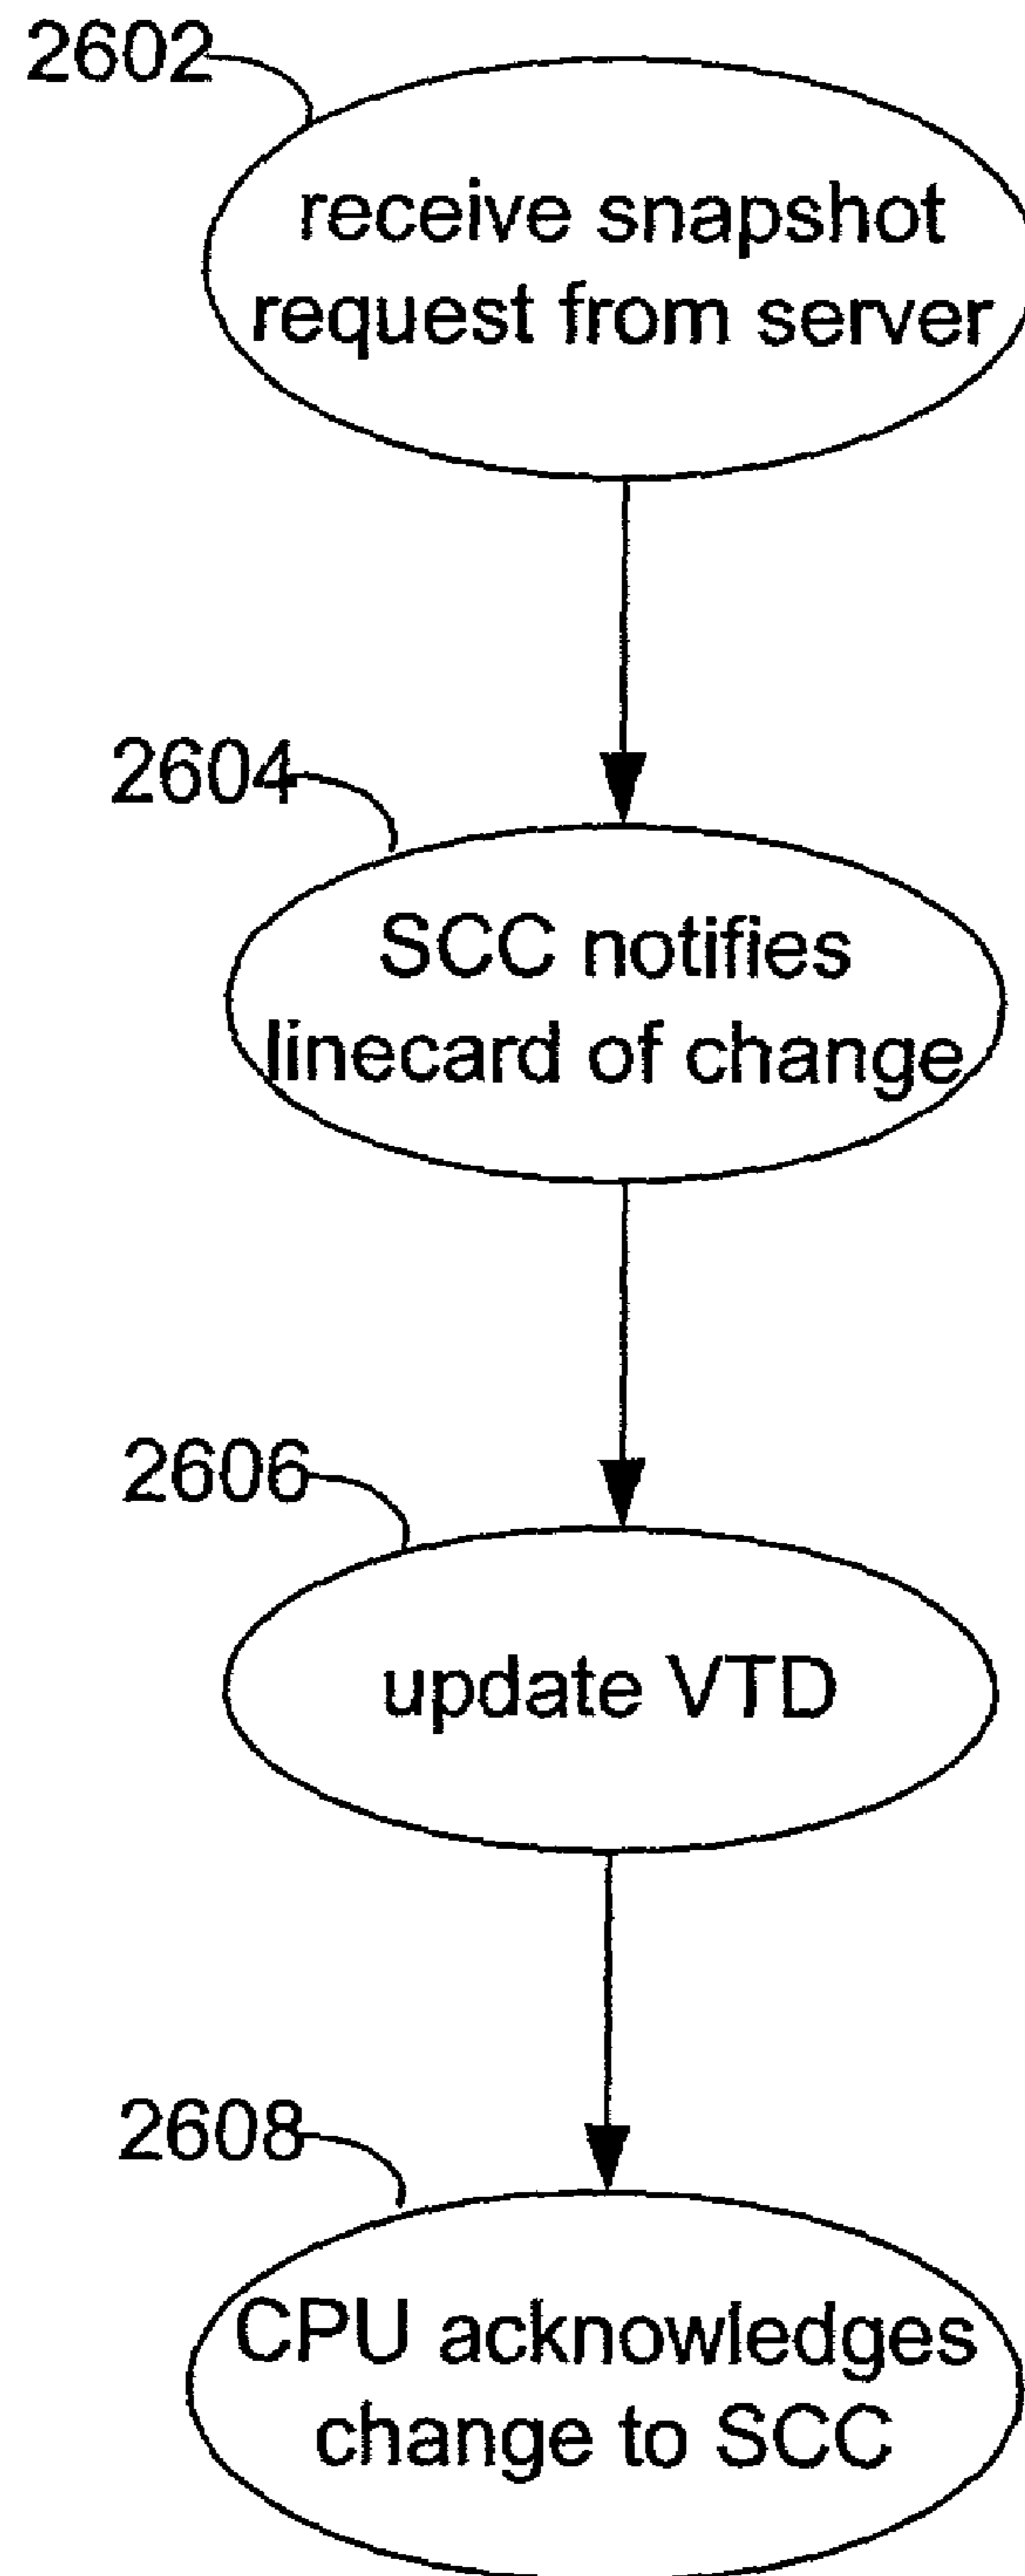 2602
receive snapshot
request from server
2604
SCC notifies
linecard of change
2606
update VTD
2608
CPU acknowledges
change to SCC